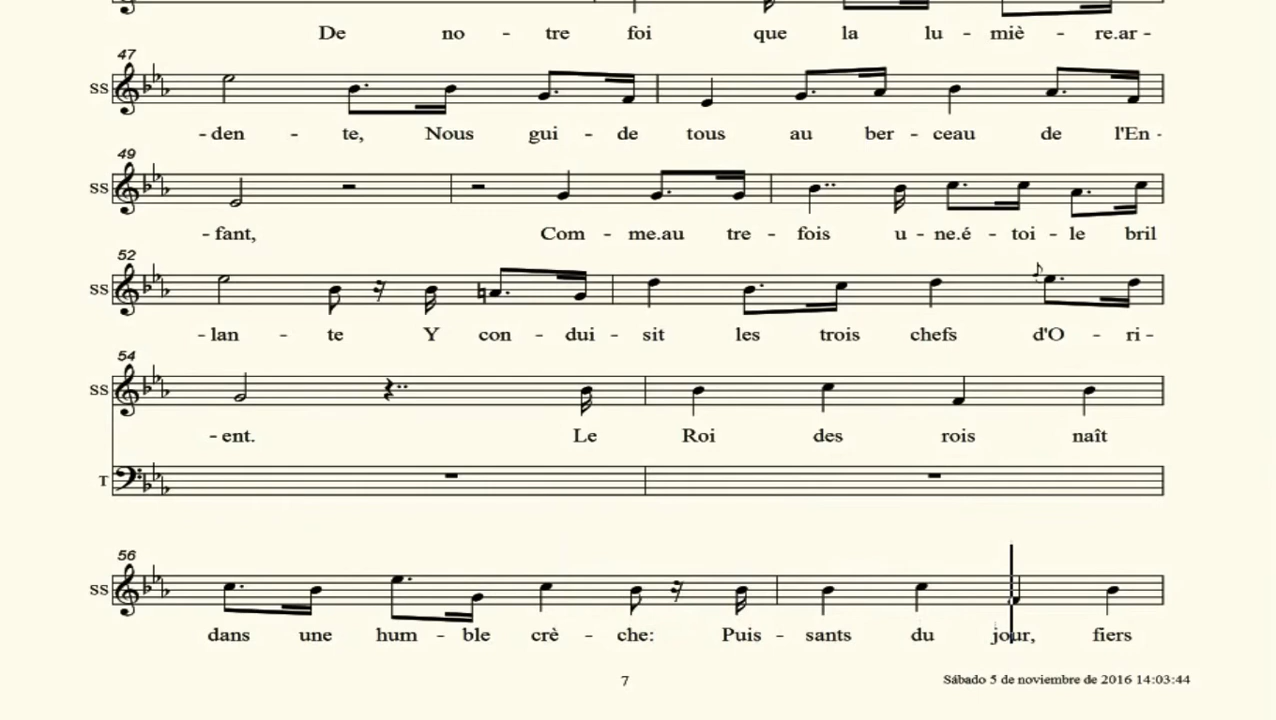 De no - tre foi que la lu - miè - re.ar -
47
SS
- den - te, Nous gui - de tous au ber - ceau de l'En -
49
SS
- fant, Com - me.au tre - fois u - ne.é - toi - le bril
52
SS
- lan - te Y con - dui - sit les trois chefs d'O - ri -
54
SS
- ent. Le Roi des rois naît
T
56
SS
dans une hum - ble crè - che: Puis - sants du jour, fiers
7
Sábado 5 de noviembre de 2016 14:03:44